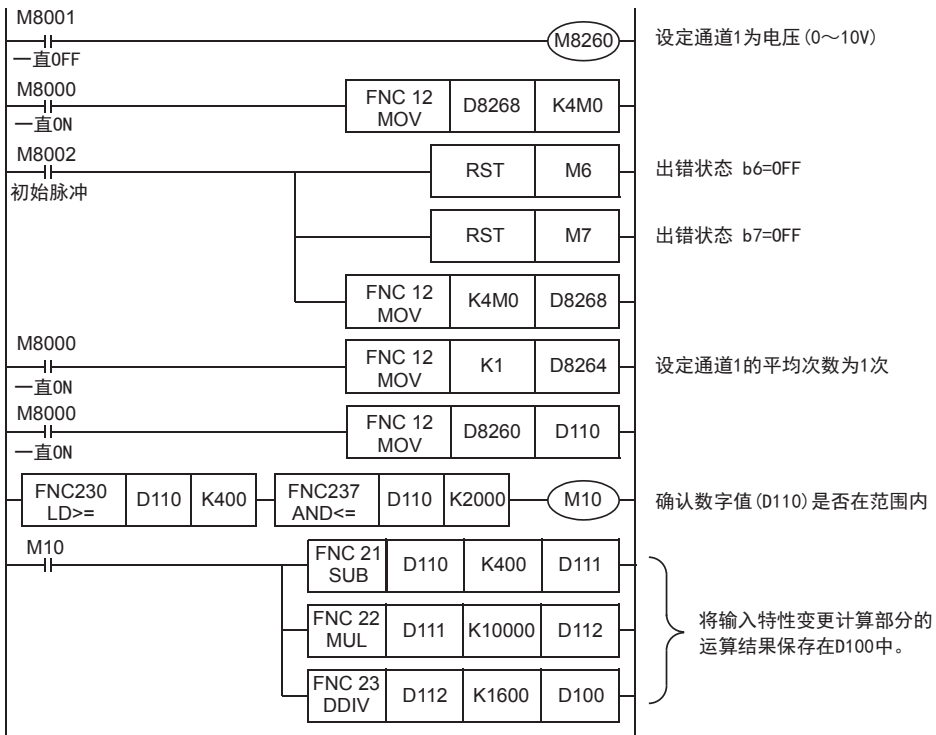 M8001
一直OFF
M8260
设定通道1为电压(0～10V)
M8000
一直ON
FNC 12
MOV
D8268
K4M0
M8002
初始脉冲
RST
M6
出错状态 b6=OFF
RST
M7
出错状态 b7=OFF
FNC 12
MOV
K4M0
D8268
M8000
一直ON
FNC 12
MOV
K1
D8264
设定通道1的平均次数为1次
M8000
一直ON
FNC 12
MOV
D8260
D110
FNC230
LD>=
D110
K400
FNC237
AND<=
D110
K2000
M10
确认数字值(D110)是否在范围内
M10
FNC 21
SUB
D110
K400
D111
FNC 22
MUL
D111
K10000
D112
FNC 23
DDIV
D112
K1600
D100
将输入特性变更计算部分的
运算结果保存在D100中。